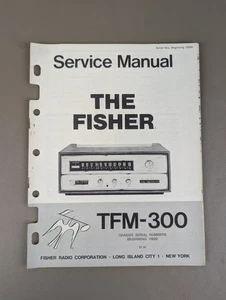 Service Manual
THE
FISHER
TFM-300
CHASSIS SERIAL NUMBERS
BEGINNING 10001
FISHER RADIO CORPORATION · LONG ISLAND CITY 1 · NEW YORK